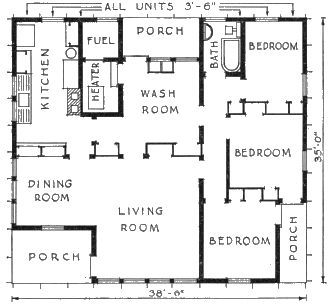 ALL UNITS 3'-6"
PORCH
FUEL
BATH
BEDROOM
KITCHEN
HEATER
WASH
ROOM
BEDROOM
35'-0"
DINING
ROOM
LIVING
ROOM
PORCH
BEDROOM
PORCH
38'-6"